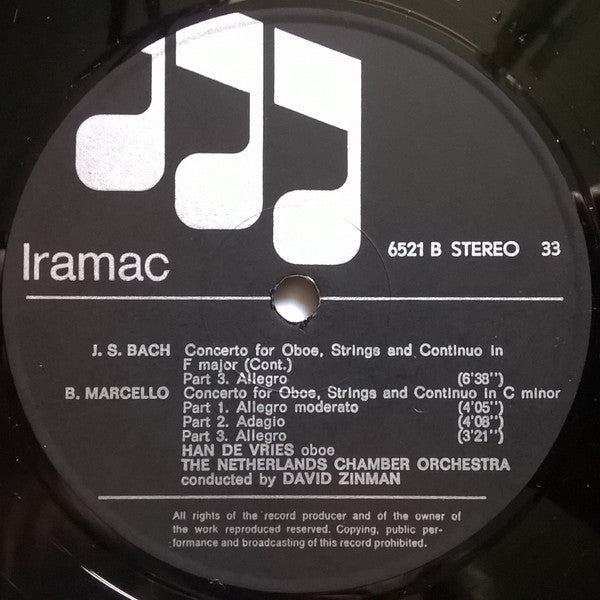 Iramac
6521 B STEREO 33
J. S. BACH Concerto for Oboe, Strings and Continuo in
F major (Cont.)
Part 3. Allegro (6'38")
B. MARCELLO Concerto for Oboe, Strings and Continuo in C minor
Part 1. Allegro moderato (4'05")
Part 2. Adagio (4'08")
Part 3. Allegro (3'21")
HAN DE VRIES oboe
THE NETHERLANDS CHAMBER ORCHESTRA
conducted by DAVID ZINMAN
All rights of the record producer and of the owner of
the work reproduced reserved. Copying, public per-
formance and broadcasting of this record prohibited.